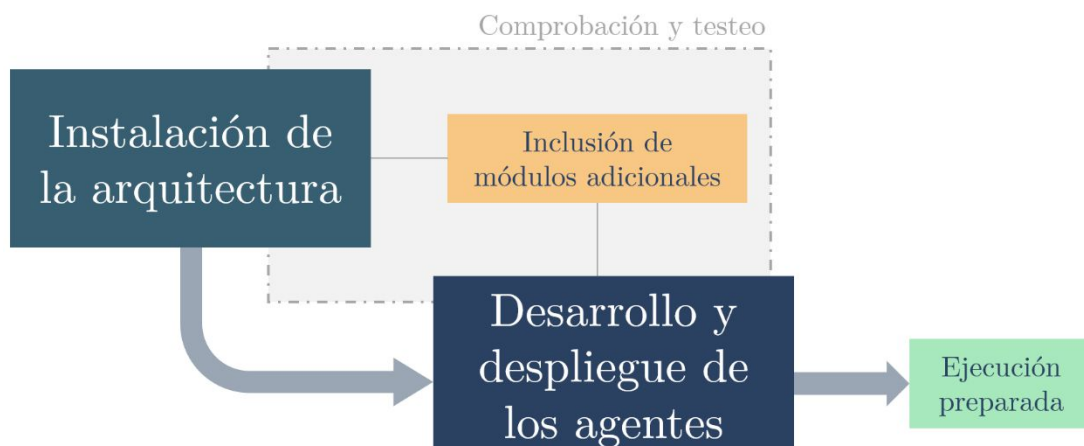 Comprobación y testeo
Instalación de
la arquitectura
Inclusión de
módulos adicionales
Desarrollo y
despliegue de
los agentes
Ejecución
preparada